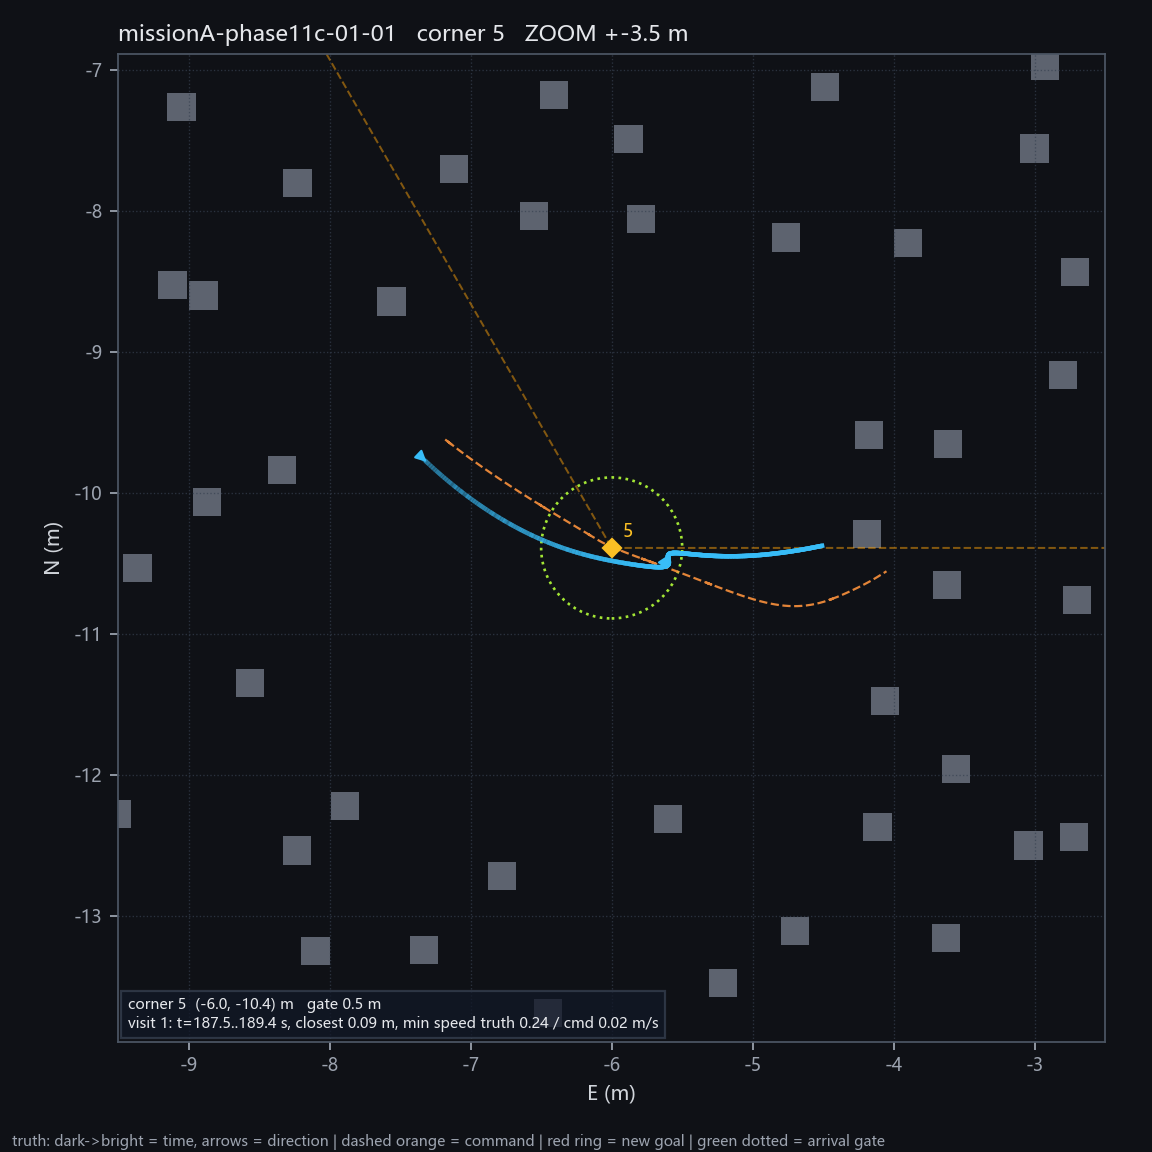 missionA-phase11c-01-01   corner 5   ZOOM +-3.5 m
-7
-8
-9
-10
-11
-12
-13
N (m)
5
corner 5  (-6.0, -10.4) m   gate 0.5 m
visit 1: t=187.5..189.4 s, closest 0.09 m, min speed truth 0.24 / cmd 0.02 m/s
-9 -8 -7 -6 -5 -4 -3
E (m)
truth: dark->bright = time, arrows = direction | dashed orange = command | red ring = new goal | green dotted = arrival gate